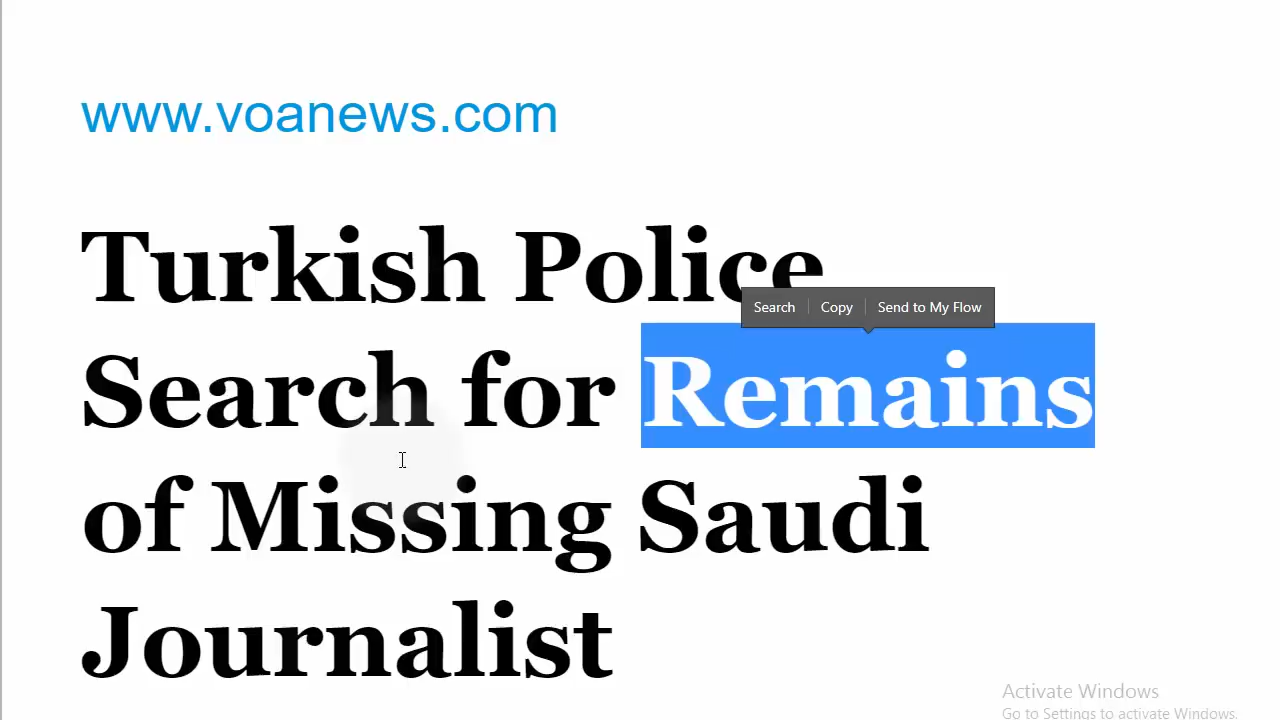 www.voanews.com
Turkish Police
Search Copy Send to My Flow
Search for Remains
of Missing Saudi
Journalist
Activate Windows
Go to Settings to activate Windows.